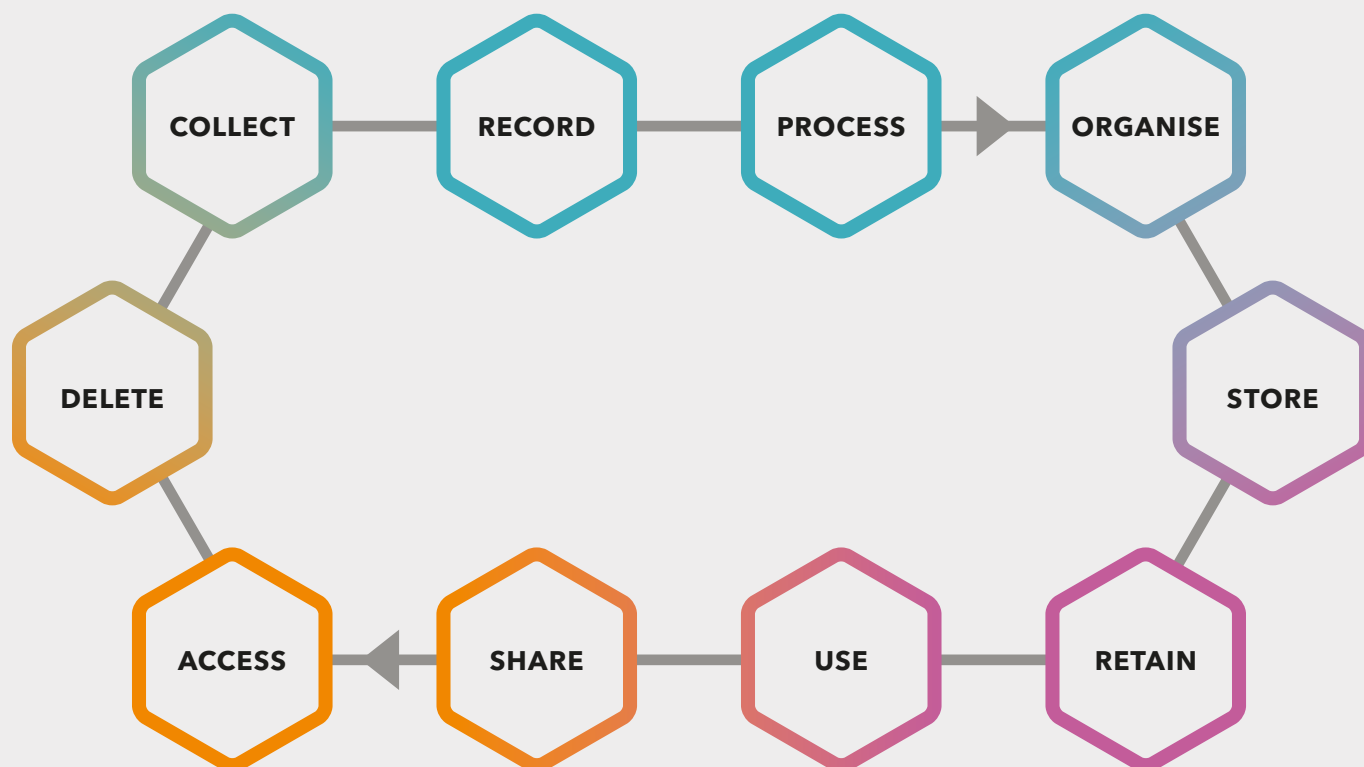 COLLECT
RECORD
PROCESS
ORGANISE
DELETE
STORE
ACCESS
SHARE
USE
RETAIN